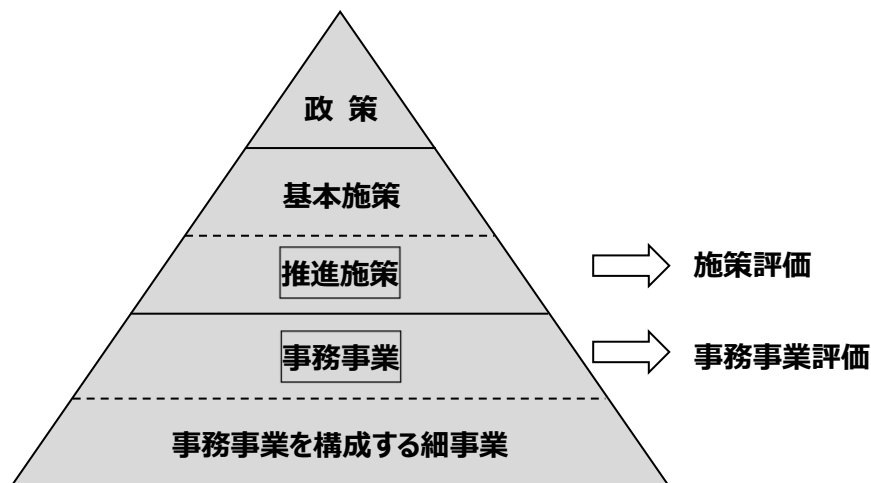 政 策
基本施策
推進施策
施策評価
事務事業
事務事業評価
事務事業を構成する細事業